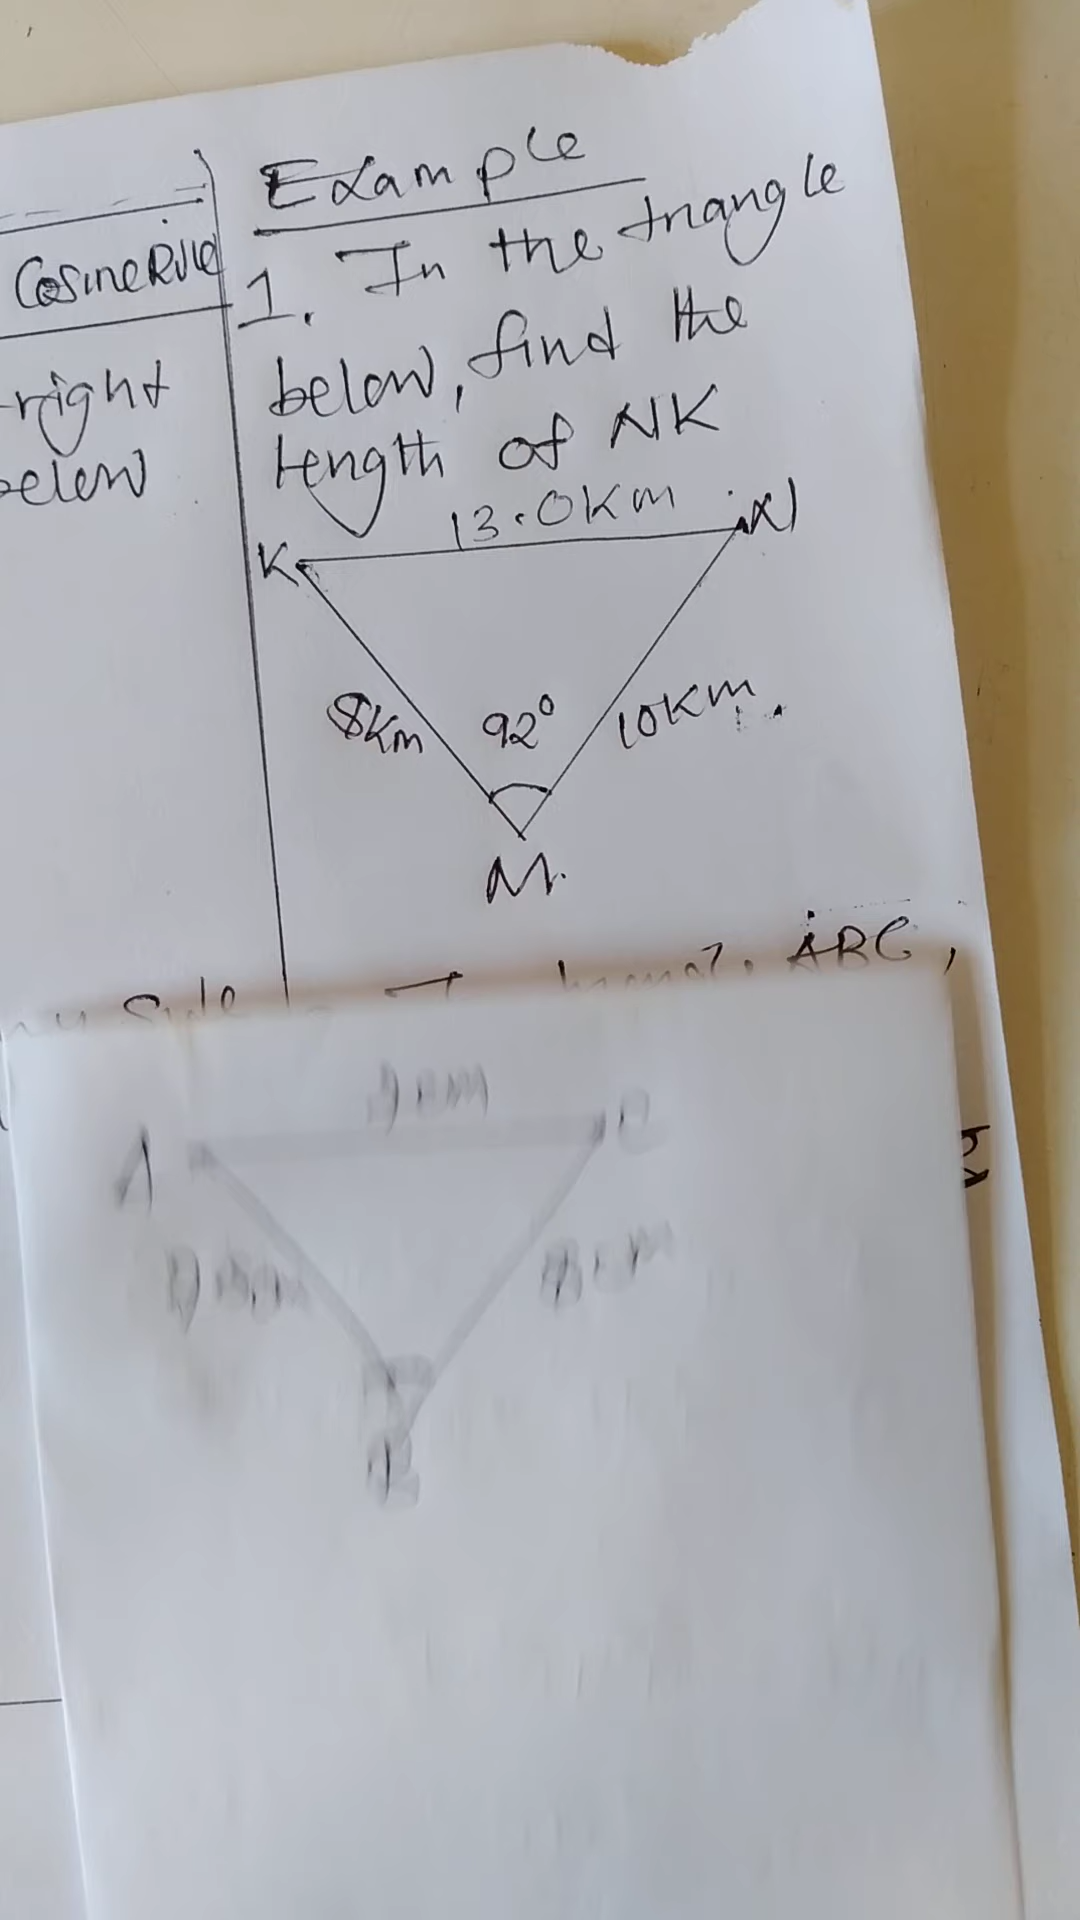 Example
Cosine Rule
1. In the triangle
below, find the
length of NK
right
below
13.0Km
K
N
8Km
92°
10Km
M
ABC,
A
8cm